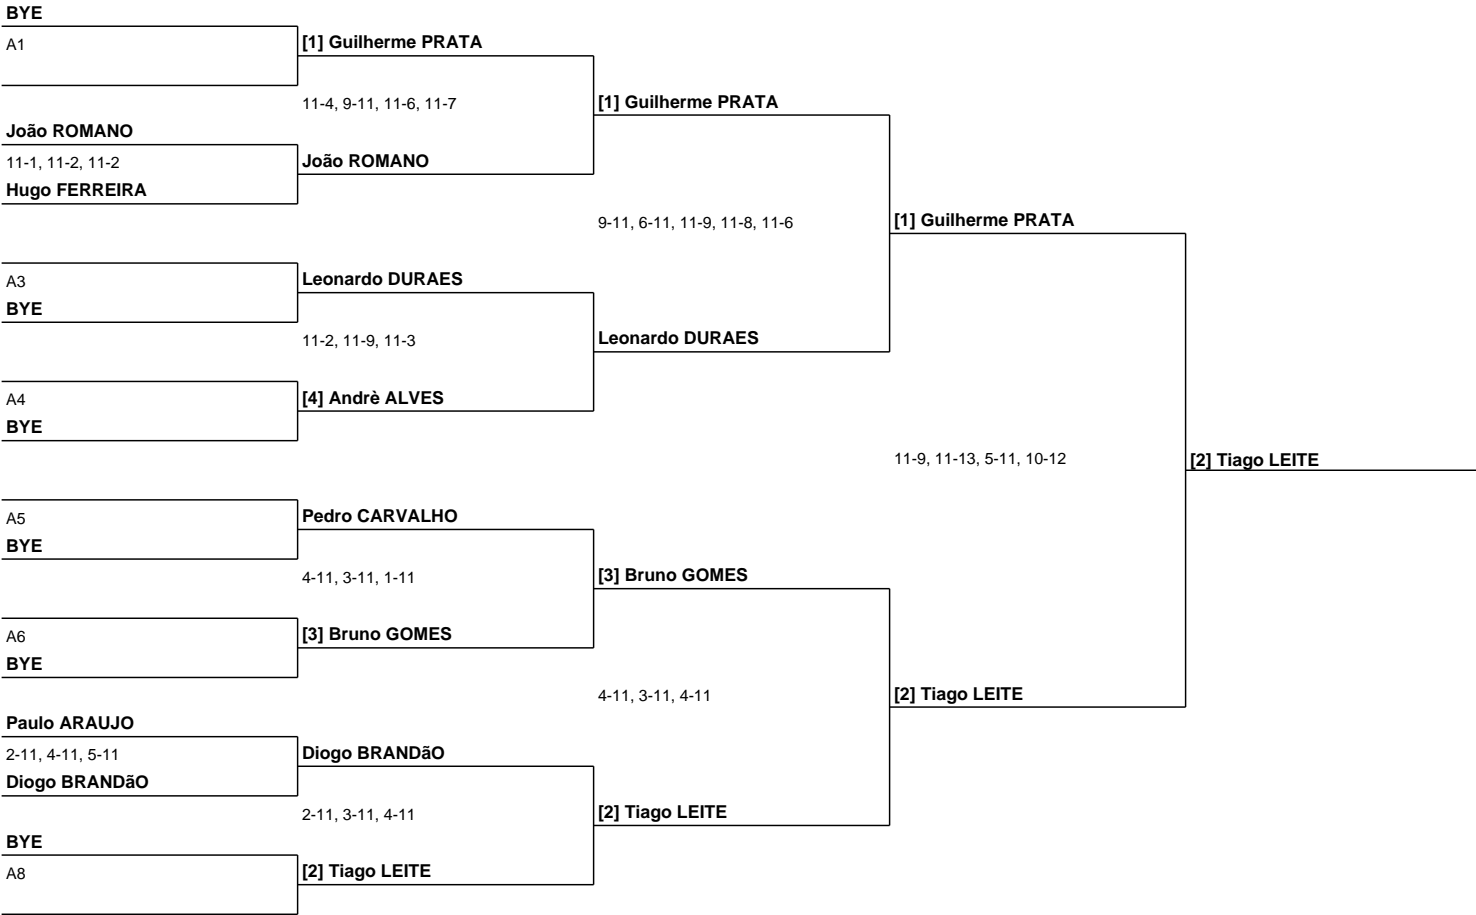 BYE
A1
[1] Guilherme PRATA
11-4, 9-11, 11-6, 11-7
[1] Guilherme PRATA
João ROMANO
11-1, 11-2, 11-2
João ROMANO
Hugo FERREIRA
9-11, 6-11, 11-9, 11-8, 11-6
[1] Guilherme PRATA
A3
Leonardo DURAES
BYE
11-2, 11-9, 11-3
Leonardo DURAES
A4
[4] Andrè ALVES
BYE
11-9, 11-13, 5-11, 10-12
[2] Tiago LEITE
A5
Pedro CARVALHO
BYE
4-11, 3-11, 1-11
[3] Bruno GOMES
A6
[3] Bruno GOMES
BYE
4-11, 3-11, 4-11
[2] Tiago LEITE
Paulo ARAUJO
2-11, 4-11, 5-11
Diogo BRANDãO
Diogo BRANDãO
2-11, 3-11, 4-11
[2] Tiago LEITE
BYE
A8
[2] Tiago LEITE